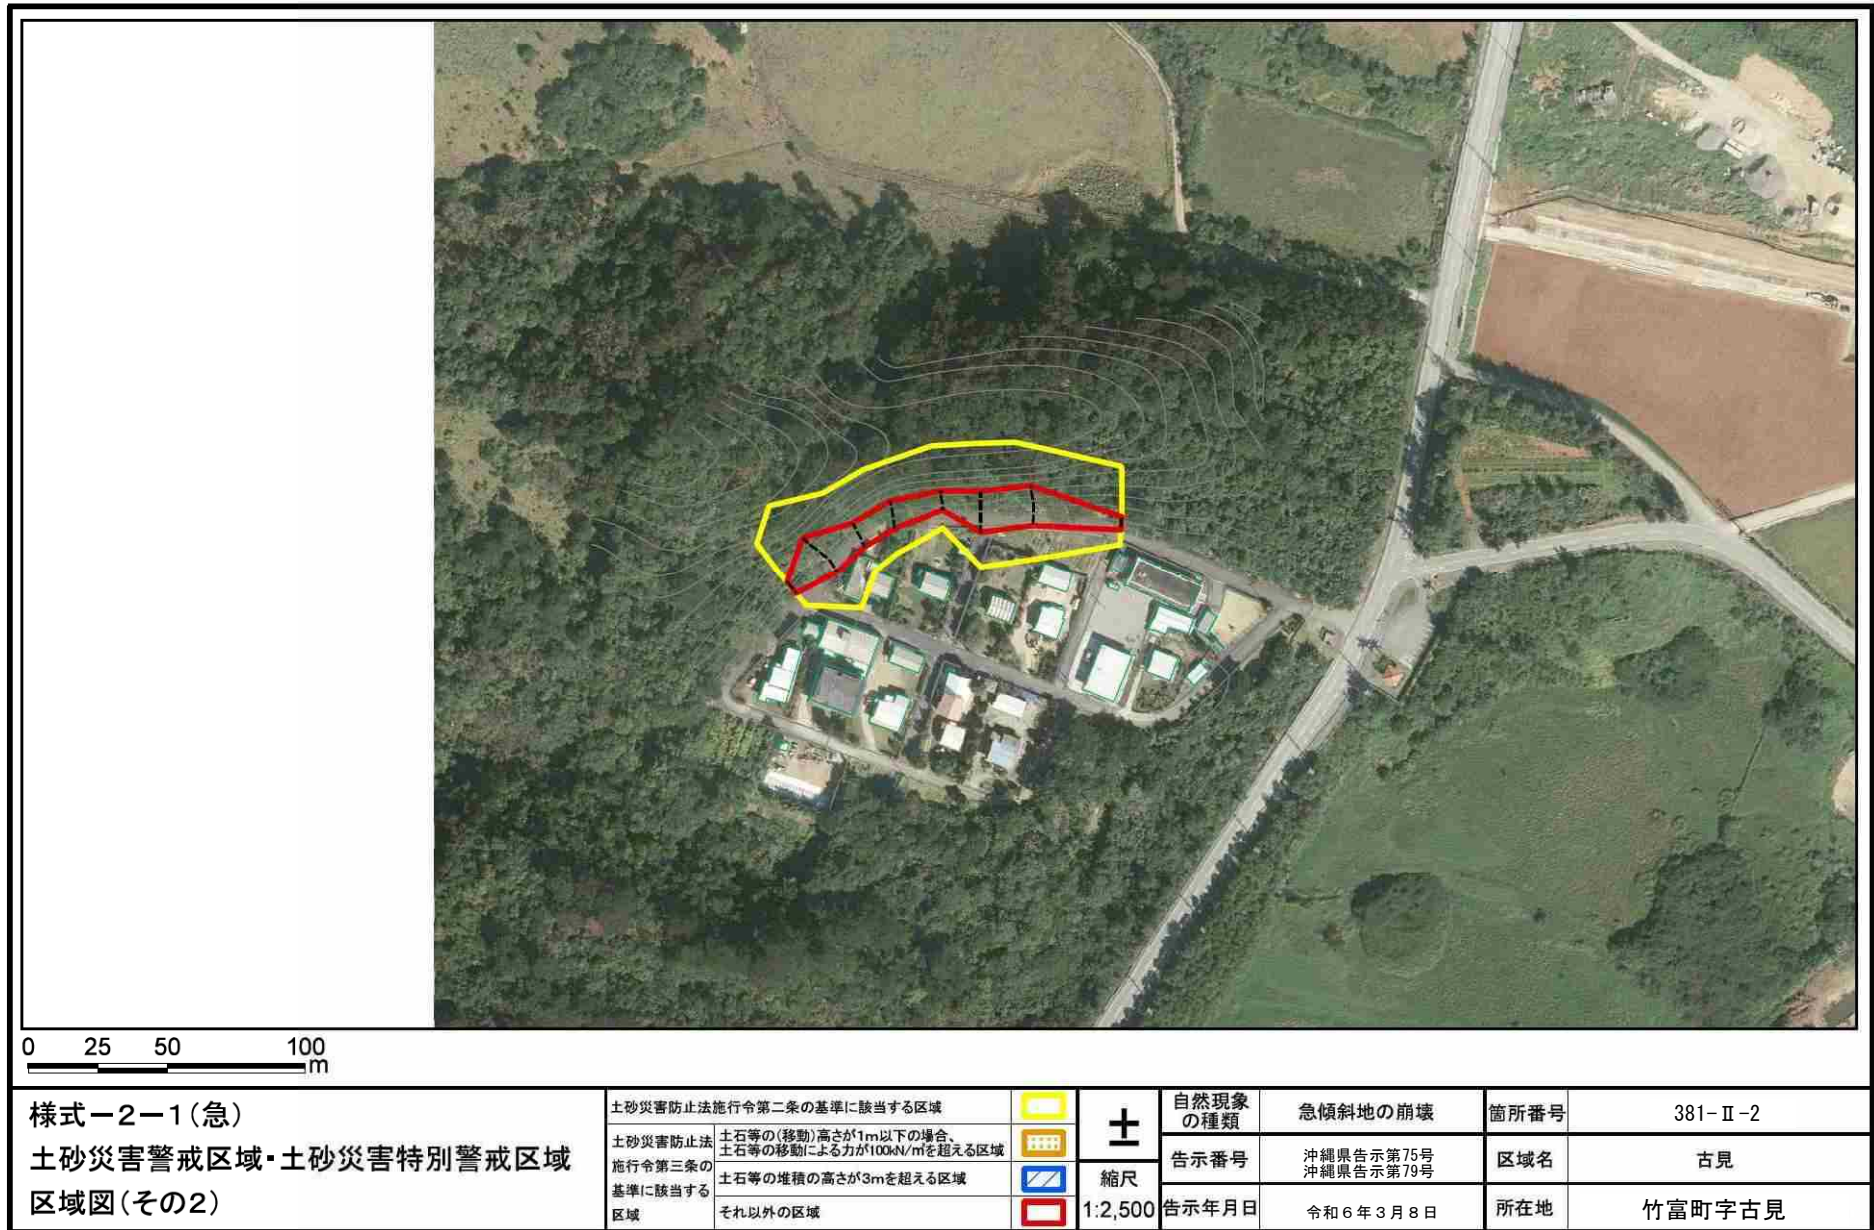 0 25 50 100
m
様式－2－1（急）
土砂災害警戒区域・土砂災害特別警戒区域
区域図（その2）
土砂災害防止法施行令第二条の基準に該当する区域
土砂災害防止法
施行令第三条の
基準に該当する
区域
土石等の（移動）高さが1m以下の場合、
土石等の移動による力が100kN/㎡を超える区域
土石等の堆積の高さが3mを超える区域
それ以外の区域
縮尺
1:2,500
自然現象
の種類
急傾斜地の崩壊
箇所番号
381-Ⅱ-2
告示番号
沖縄県告示第75号
沖縄県告示第79号
区域名
古見
告示年月日
令和6年3月8日
所在地
竹富町字古見